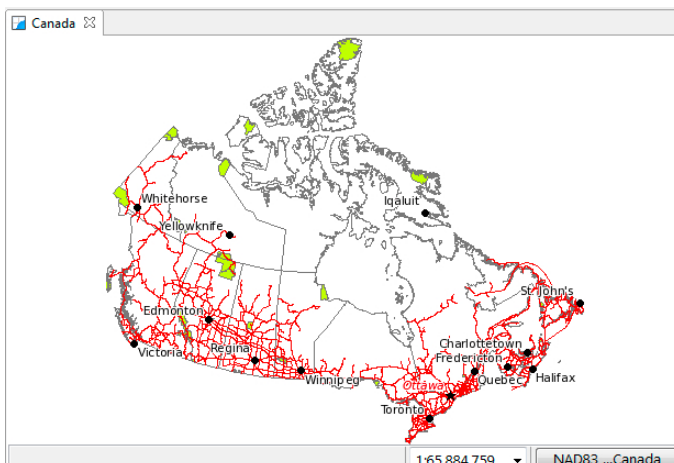 Canada
Whitehorse
Iqaluit
Yellowknife
St. John's
Edmonton
Charlottetown
Victoria
Regina
Fredericton
Winnipeg
Ottawa
Quebec
Halifax
Toronto
1:65,884,759
NAD83 ...Canada